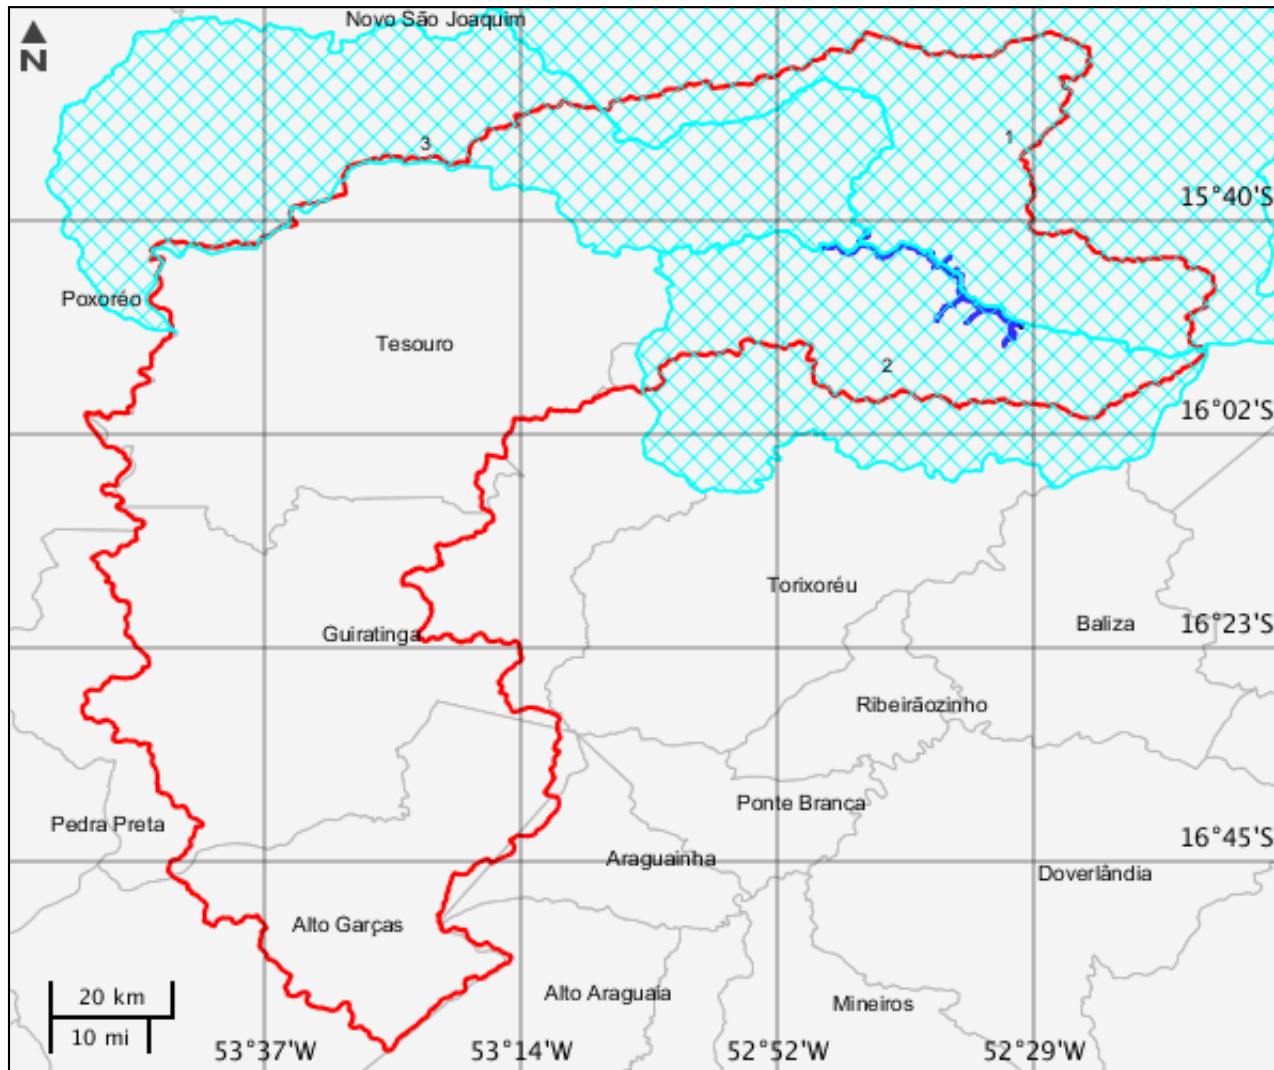 Novo São Joaquim
N
3
1
15°40'S
Poxoréo
Tesouro
2
16°02'S
Torixoréu
Baliza
16°23'S
Guiratinga
Ribeirãozinho
Ponte Branca
Pedra Preta
16°45'S
Araguainha
Doverlândia
Alto Garças
Alto Araguaia
Mineiros
20 km
10 mi
53°37'W
53°14'W
52°52'W
52°29'W